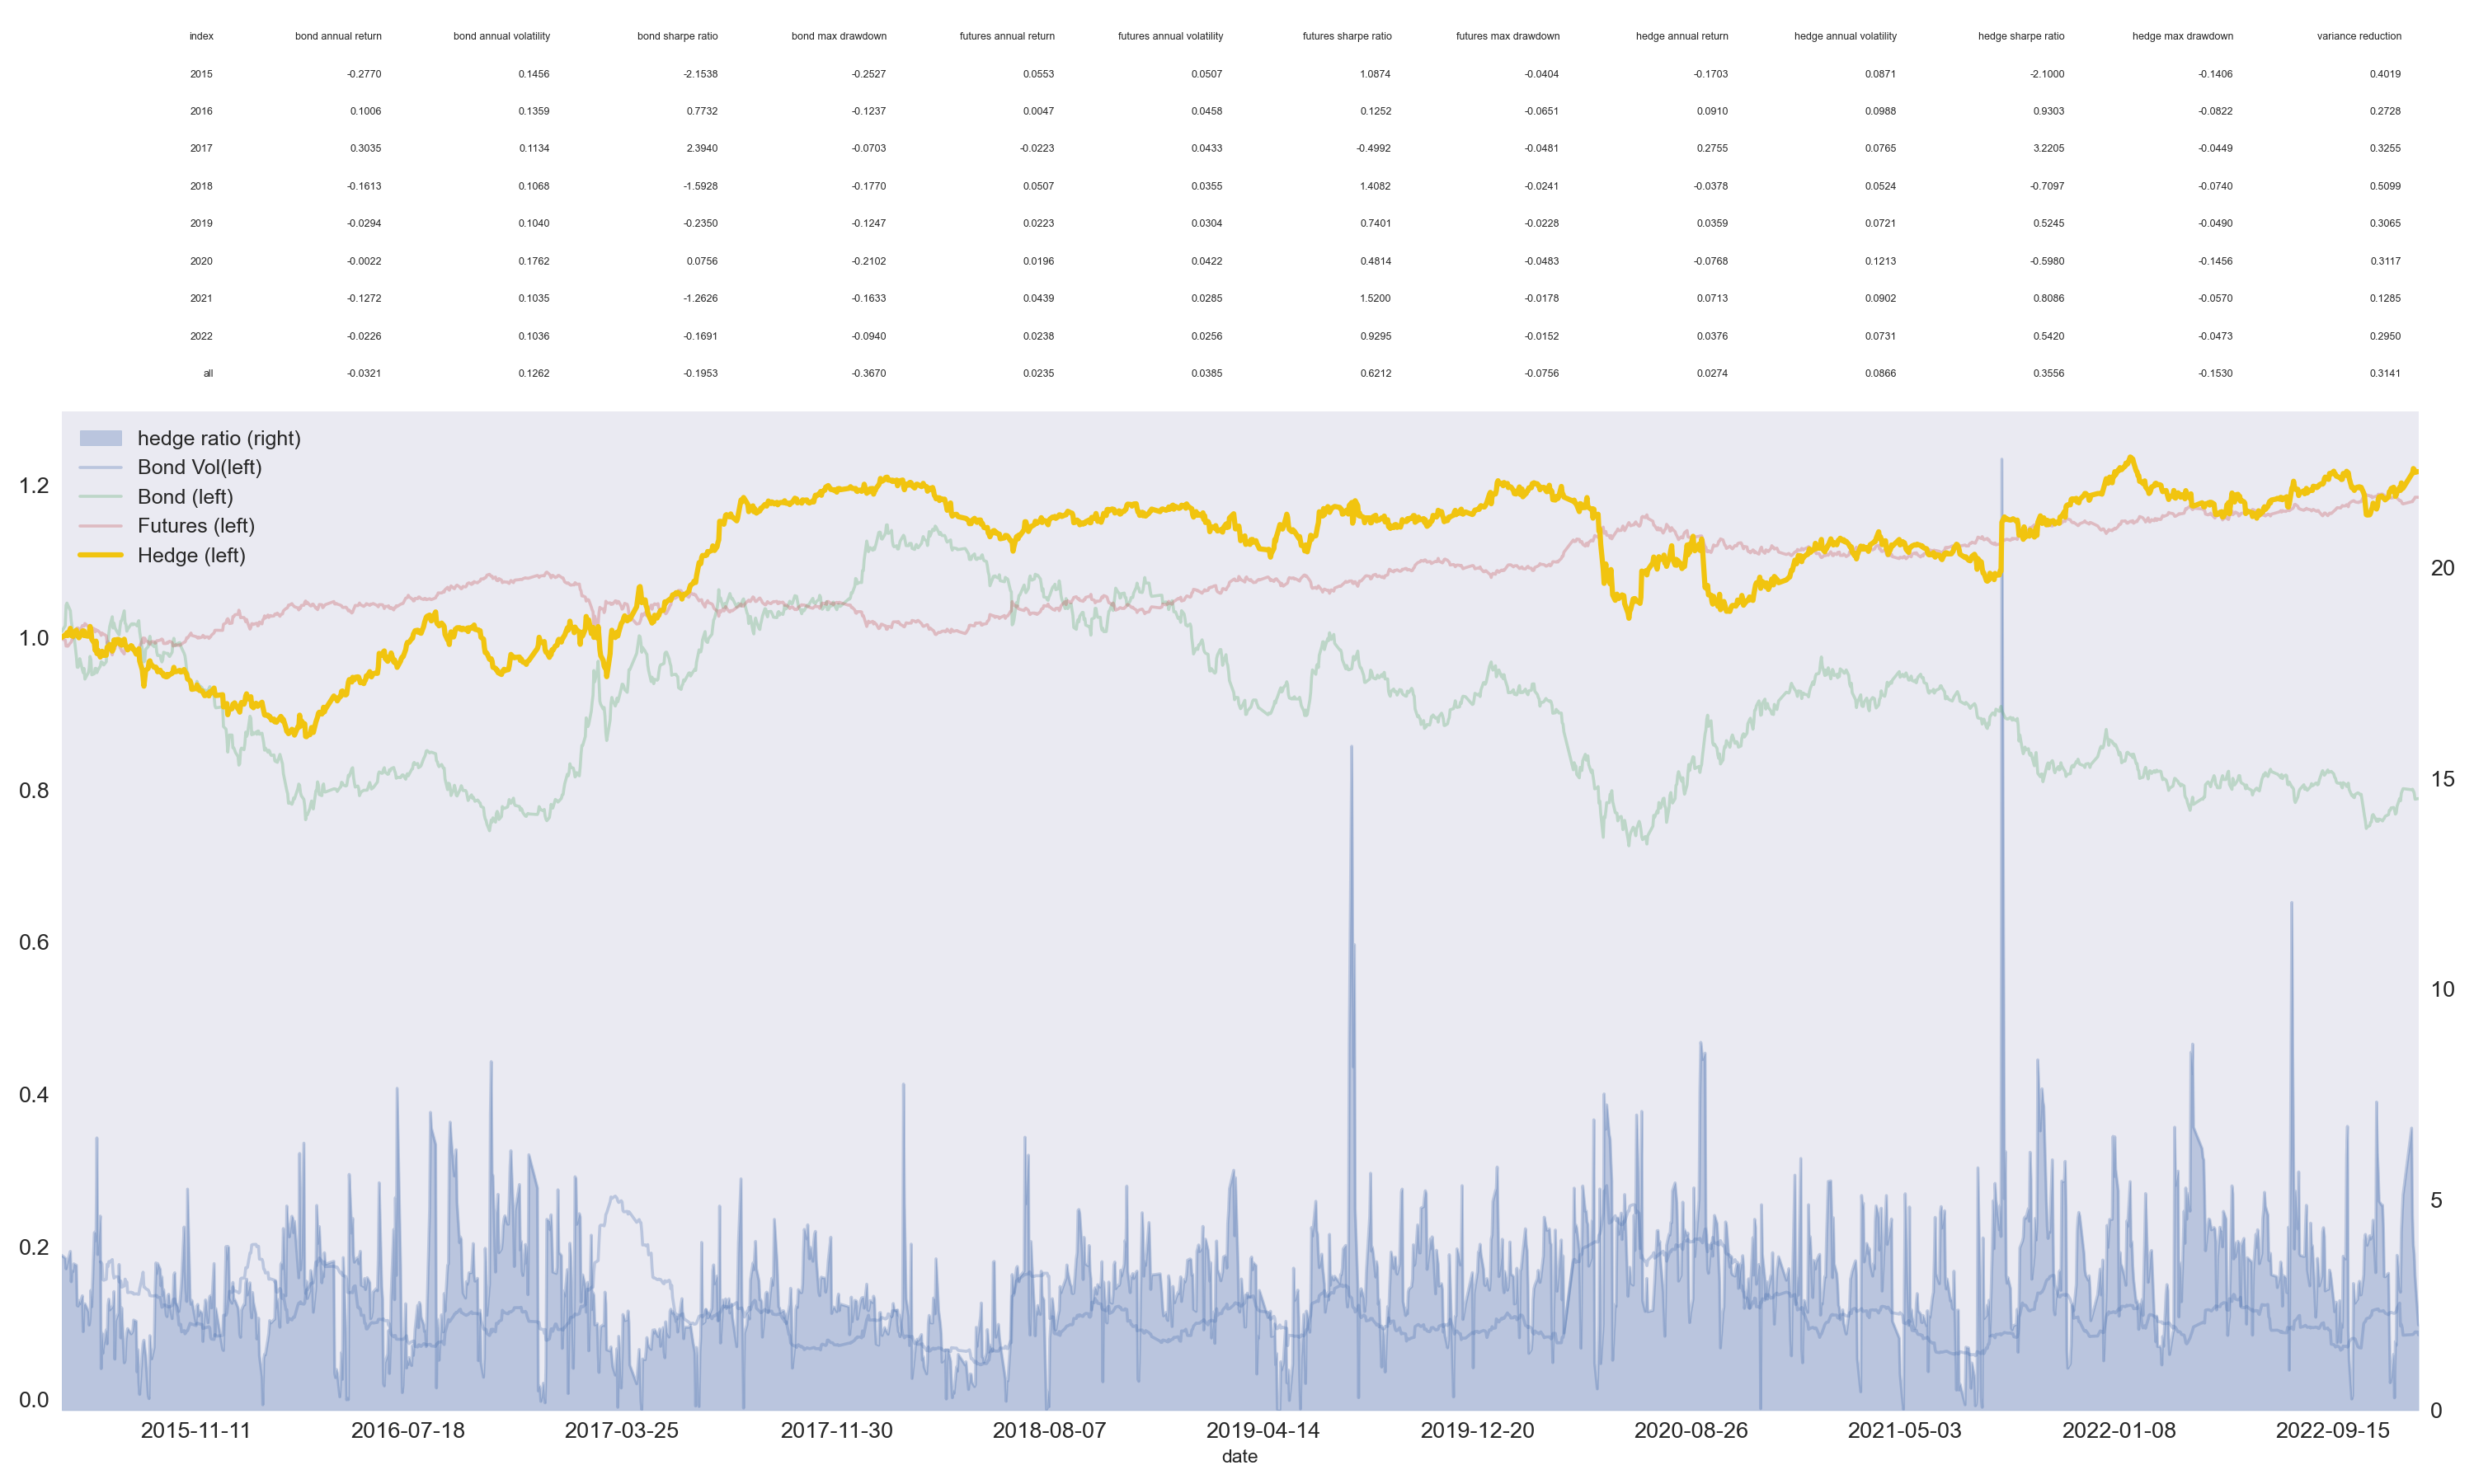 index bond annual return bond annual volatility bond sharpe ratio bond max drawdown futures annual return futures annual volatility futures sharpe ratio futures max drawdown hedge annual return hedge annual volatility hedge sharpe ratio hedge max drawdown variance reduction
2015 -0.2770 0.1456 -2.1538 -0.2527 0.0553 0.0507 1.0874 -0.0404 -0.1703 0.0871 -2.1000 -0.1406 0.4019
2016 0.1006 0.1359 0.7732 -0.1237 0.0047 0.0458 0.1252 -0.0651 0.0910 0.0988 0.9303 -0.0822 0.2728
2017 0.3035 0.1134 2.3940 -0.0703 -0.0223 0.0433 -0.4992 -0.0481 0.2755 0.0765 3.2205 -0.0449 0.3255
2018 -0.1613 0.1068 -1.5928 -0.1770 0.0507 0.0355 1.4082 -0.0241 -0.0378 0.0524 -0.7097 -0.0740 0.5099
2019 -0.0294 0.1040 -0.2350 -0.1247 0.0223 0.0304 0.7401 -0.0228 0.0359 0.0721 0.5245 -0.0490 0.3065
2020 -0.0022 0.1762 0.0756 -0.2102 0.0196 0.0422 0.4814 -0.0483 -0.0768 0.1213 -0.5980 -0.1456 0.3117
2021 -0.1272 0.1035 -1.2626 -0.1633 0.0439 0.0285 1.5200 -0.0178 0.0713 0.0902 0.8086 -0.0570 0.1285
2022 -0.0226 0.1036 -0.1691 -0.0940 0.0238 0.0256 0.9295 -0.0152 0.0376 0.0731 0.5420 -0.0473 0.2950
all -0.0321 0.1262 -0.1953 -0.3670 0.0235 0.0385 0.6212 -0.0756 0.0274 0.0866 0.3556 -0.1530 0.3141
hedge ratio (right)
Bond Vol(left)
Bond (left)
Futures (left)
Hedge (left)
1.2
1.0
0.8
0.6
0.4
0.2
0.0
20
15
10
5
0
2015-11-11 2016-07-18 2017-03-25 2017-11-30 2018-08-07 2019-04-14 2019-12-20 2020-08-26 2021-05-03 2022-01-08 2022-09-15
date